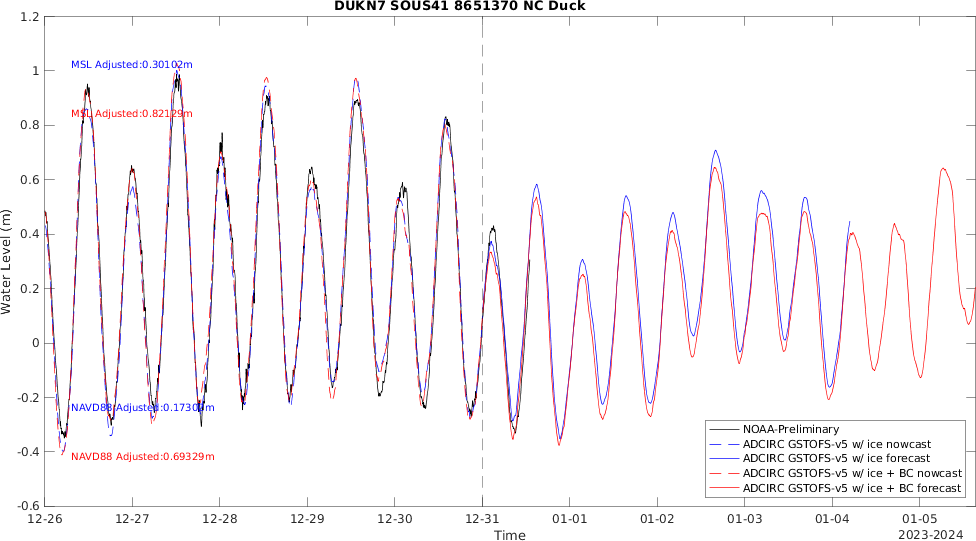 DUKN7 SOUS41 8651370 NC Duck
1.2
1
0.8
0.6
0.4
0.2
0
-0.2
-0.4
-0.6
Water Level (m)
MSL Adjusted:0.30102m
MSL Adjusted:0.82129m
NAVD88 Adjusted:0.17304m
NAVD88 Adjusted:0.69329m
NOAA-Preliminary
ADCIRC GSTOFS-v5 w/ ice nowcast
ADCIRC GSTOFS-v5 w/ ice forecast
ADCIRC GSTOFS-v5 w/ ice + BC nowcast
ADCIRC GSTOFS-v5 w/ ice + BC forecast
12-26 12-27 12-28 12-29 12-30 12-31 01-01 01-02 01-03 01-04 01-05
Time
2023-2024